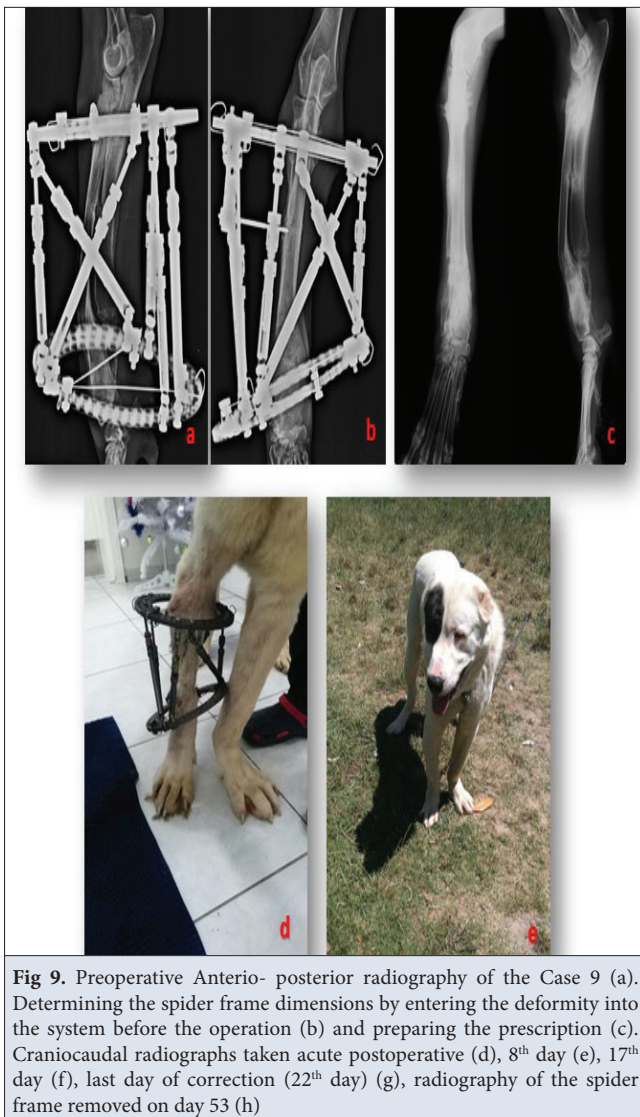 a
b
c
d
e
Fig 9. Preoperative Anterio- posterior radiography of the Case 9 (a).
Determining the spider frame dimensions by entering the deformity into
the system before the operation (b) and preparing the prescription (c).
Craniocaudal radiographs taken acute postoperative (d), 8th day (e), 17th
day (f), last day of correction (22th day) (g), radiography of the spider
frame removed on day 53 (h)